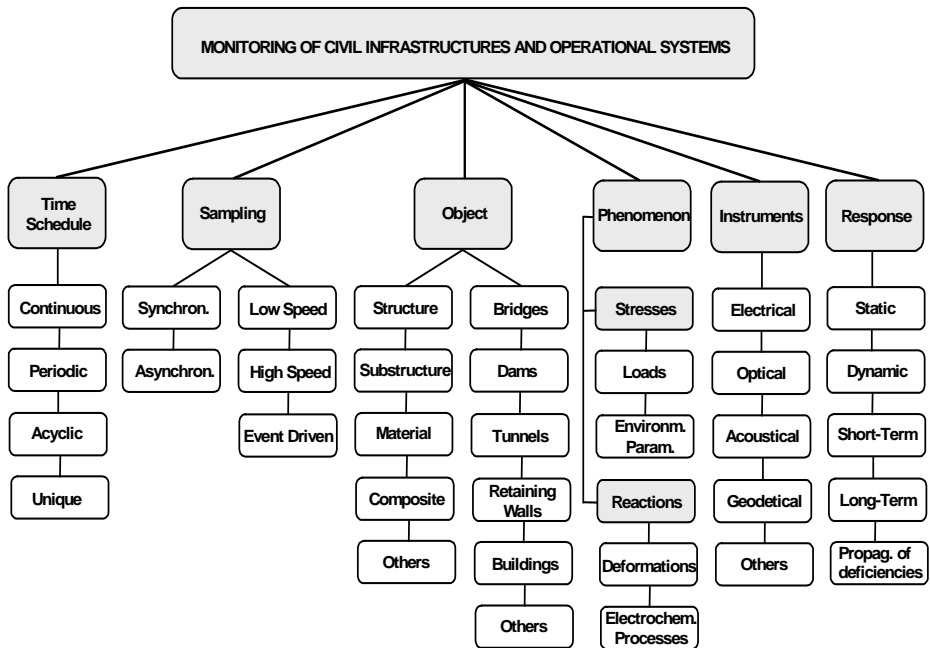 MONITORING OF CIVIL INFRASTRUCTURES AND OPERATIONAL SYSTEMS
Time
Schedule
Continuous
Periodic
Acyclic
Unique
Sampling
Synchron.
Asynchron.
Low Speed
High Speed
Event Driven
Object
Structure
Substructure
Material
Composite
Others
Bridges
Dams
Tunnels
Retaining
Walls
Buildings
Others
Phenomenon
Stresses
Loads
Environm.
Param.
Reactions
Deformations
Electrochem.
Processes
Instruments
Electrical
Optical
Acoustical
Geodetical
Others
Response
Static
Dynamic
Short-Term
Long-Term
Propag. of
deficiencies